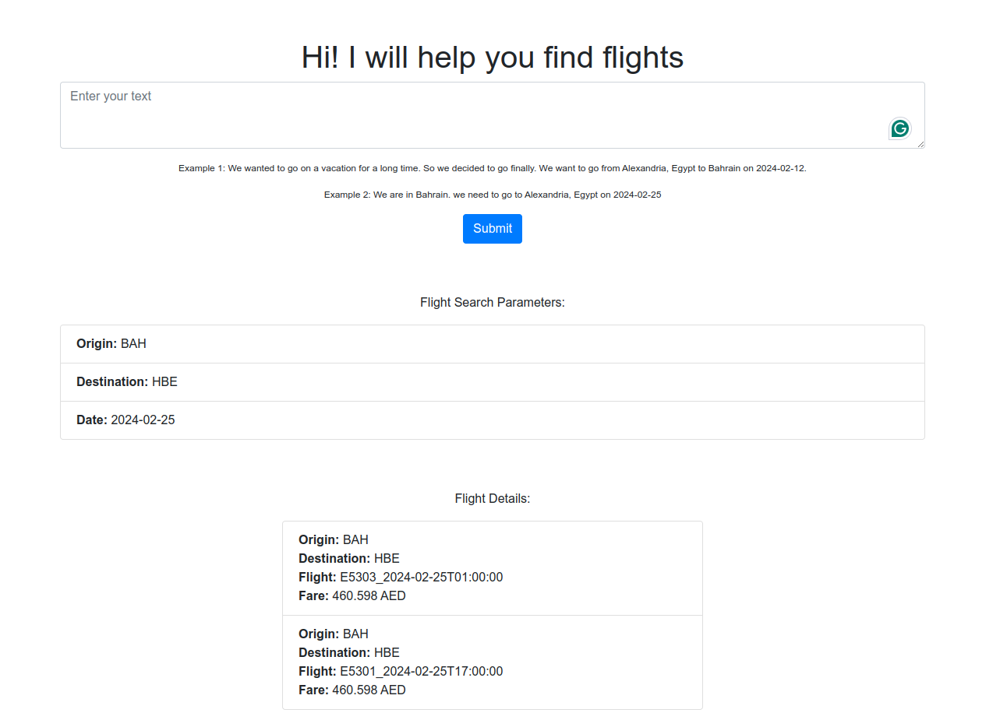 Hi! I will help you find flights
Enter your text
Example 1: We wanted to go on a vacation for a long time. So we decided to go finally. We want to go from Alexandria, Egypt to Bahrain on 2024-02-12.
Example 2: We are in Bahrain. we need to go to Alexandria, Egypt on 2024-02-25
Submit
Flight Search Parameters:
Origin: BAH
Destination: HBE
Date: 2024-02-25
Flight Details:
Origin: BAH
Destination: HBE
Flight: E5303_2024-02-25T01:00:00
Fare: 460.598 AED
Origin: BAH
Destination: HBE
Flight: E5301_2024-02-25T17:00:00
Fare: 460.598 AED